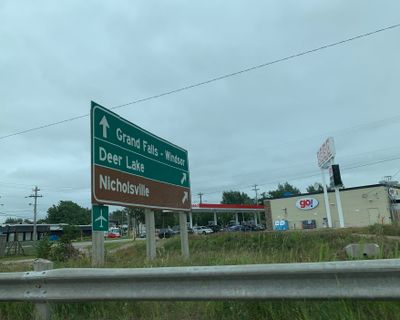 Grand Falls - Windsor
Deer Lake
Nicholsville
go!